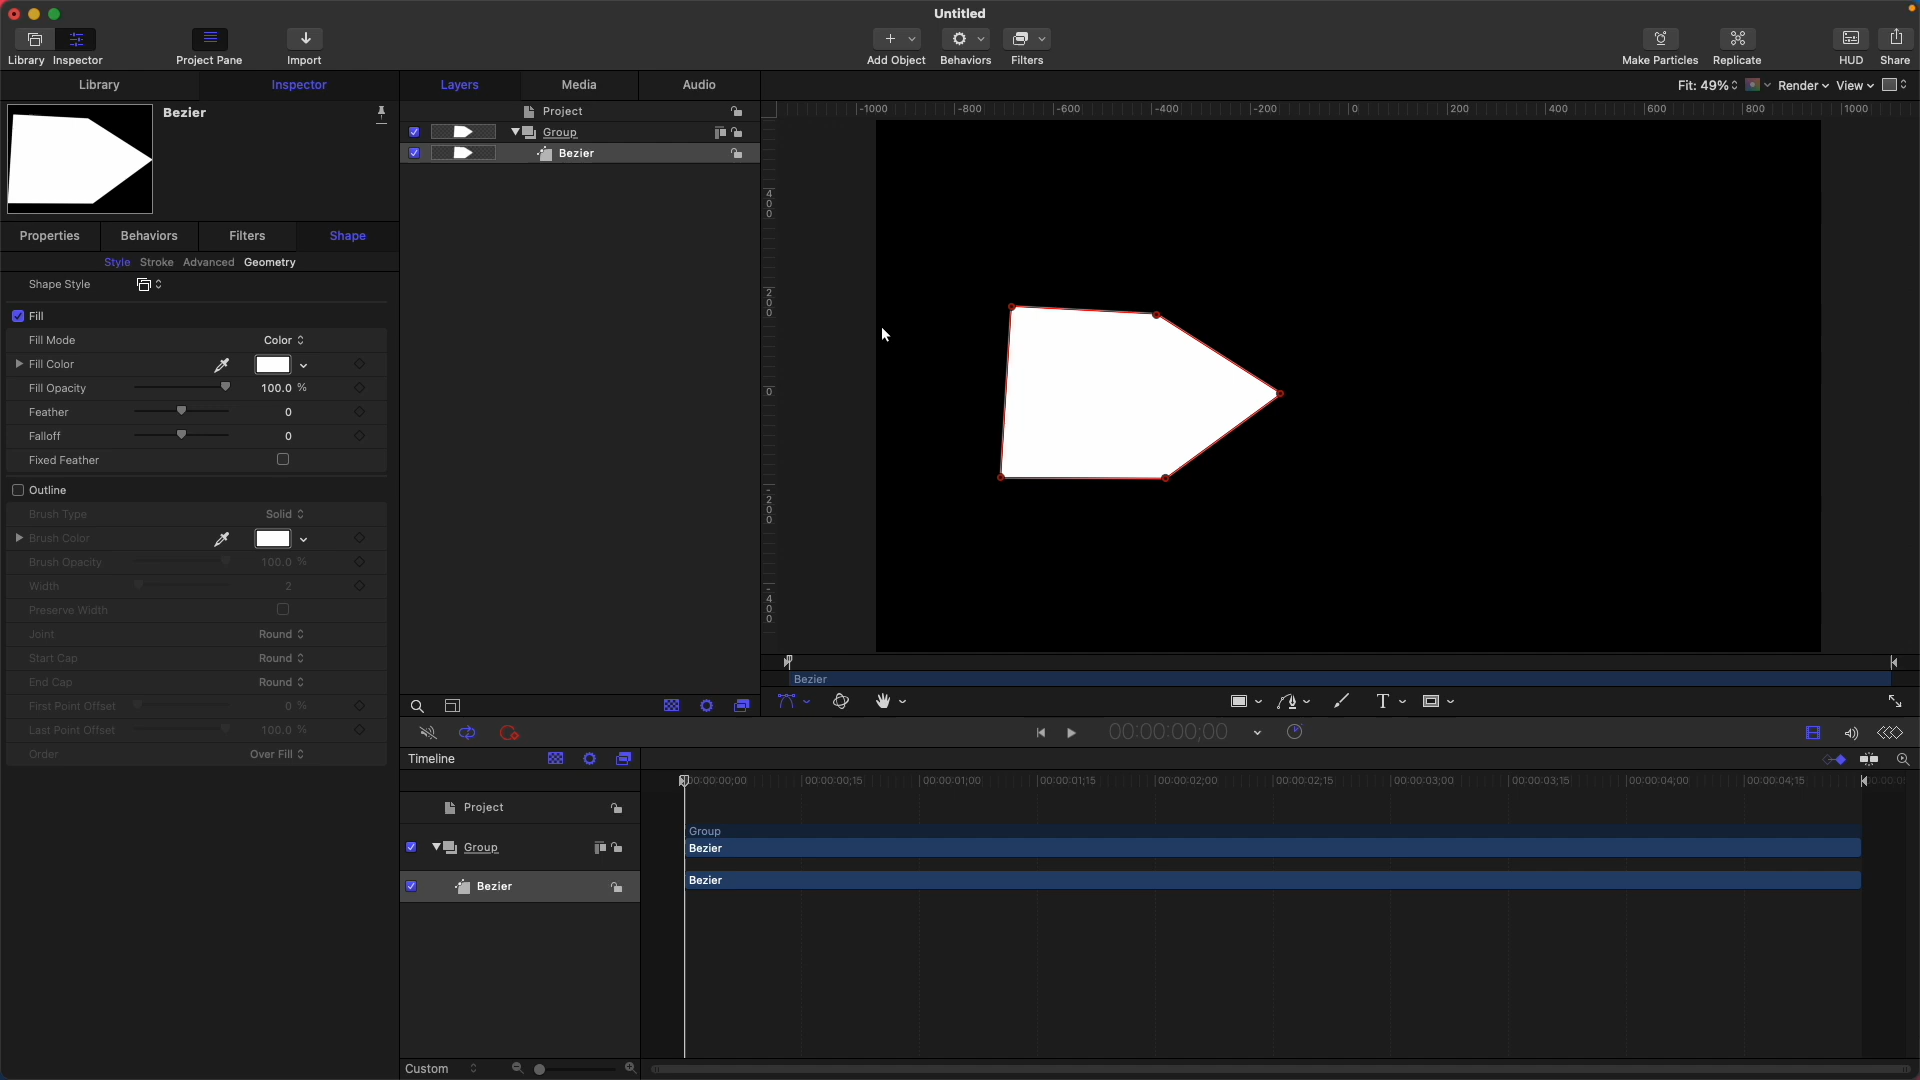 Untitled
Library Inspector Project Pane Import Add Object Behaviors Filters Make Particles Replicate HUD Share
Library Inspector Layers Media Audio
Fit: 49% Render View
Bezier
Project
Group
Bezier
-1000 -800 -600 -400 -200 0 200 400 600 800 1000
400
200
0
-200
-400
Properties Behaviors Filters Shape
Style Stroke Advanced Geometry
Shape Style
Fill
Fill Mode Color
Fill Color
Fill Opacity 100.0 %
Feather 0
Falloff 0
Fixed Feather
Outline
Brush Type Solid
Brush Color
Brush Opacity 100.0 %
Width 2
Preserve Width
Joint Round
Start Cap Round
End Cap Round
First Point Offset 0 %
Last Point Offset 100.0 %
Order Over Fill
Bezier
T
00:00:00;00
Timeline
00:00:00;00 00:00:00;15 00:00:01;00 00:00:01;15 00:00:02;00 00:00:02;15 00:00:03;00 00:00:03;15 00:00:04;00 00:00:04;15
Project
Group
Group
Bezier
Bezier
Bezier
Custom